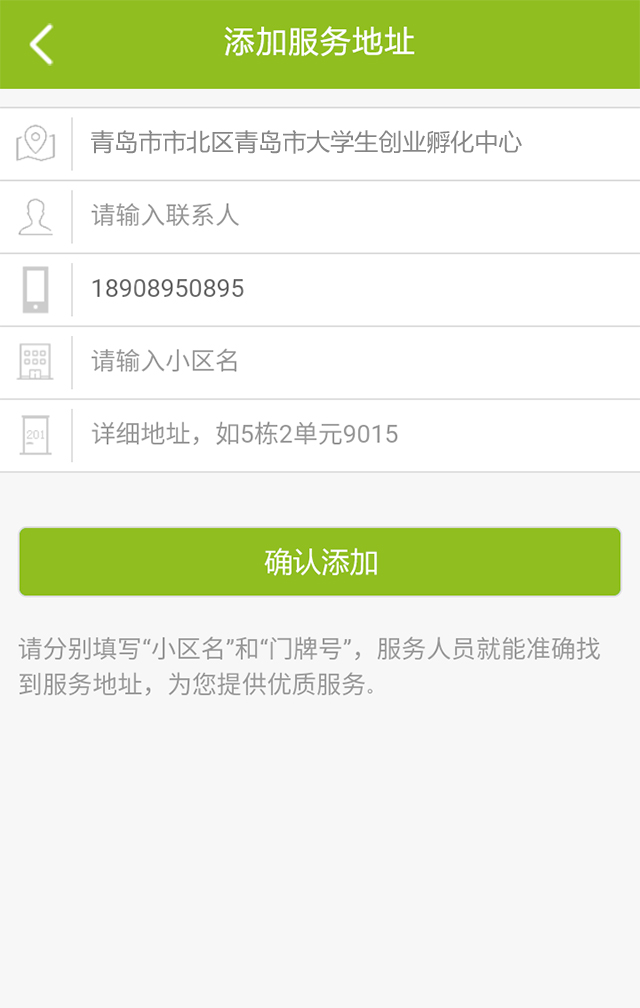 添加服务地址
青岛市市北区青岛市大学生创业孵化中心
请输入联系人
18908950895
请输入小区名
201
详细地址，如5栋2单元9015
确认添加
请分别填写“小区名”和“门牌号”，服务人员就能准确找
到服务地址，为您提供优质服务。